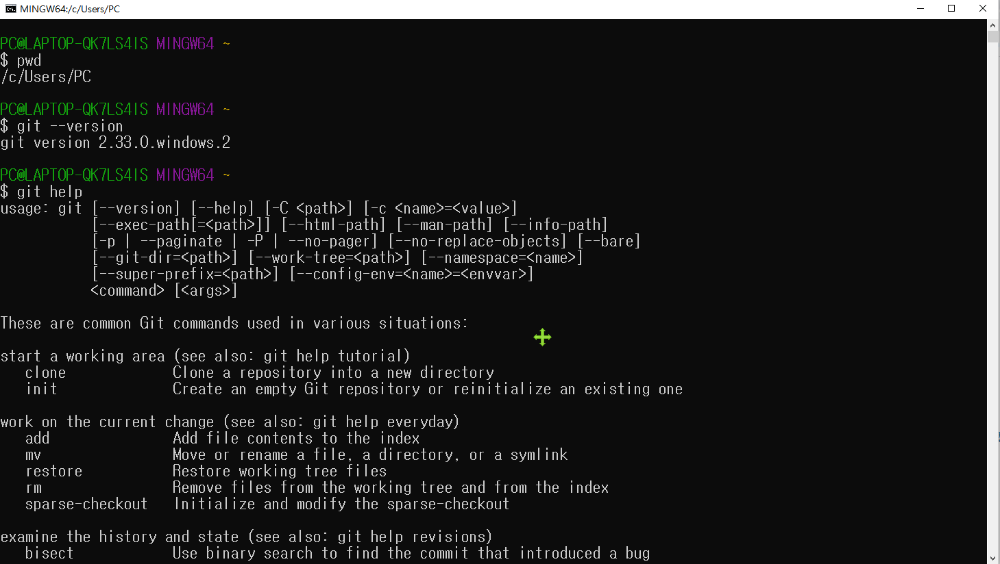 MINGW64:/c/Users/PC
PC@LAPTOP-QK7LS4IS MINGW64 ~
$ pwd
/c/Users/PC
PC@LAPTOP-QK7LS4IS MINGW64 ~
$ git --version
git version 2.33.0.windows.2
PC@LAPTOP-QK7LS4IS MINGW64 ~
$ git help
usage: git [--version] [--help] [-C <path>] [-c <name>=<value>]
[--exec-path[=<path>]] [--html-path] [--man-path] [--info-path]
[-p | --paginate | -P | --no-pager] [--no-replace-objects] [--bare]
[--git-dir=<path>] [--work-tree=<path>] [--namespace=<name>]
[--super-prefix=<path>] [--config-env=<name>=<envvar>]
<command> [<args>]
These are common Git commands used in various situations:
start a working area (see also: git help tutorial)
clone Clone a repository into a new directory
init Create an empty Git repository or reinitialize an existing one
work on the current change (see also: git help everyday)
add Add file contents to the index
mv Move or rename a file, a directory, or a symlink
restore Restore working tree files
rm Remove files from the working tree and from the index
sparse-checkout Initialize and modify the sparse-checkout
examine the history and state (see also: git help revisions)
bisect Use binary search to find the commit that introduced a bug